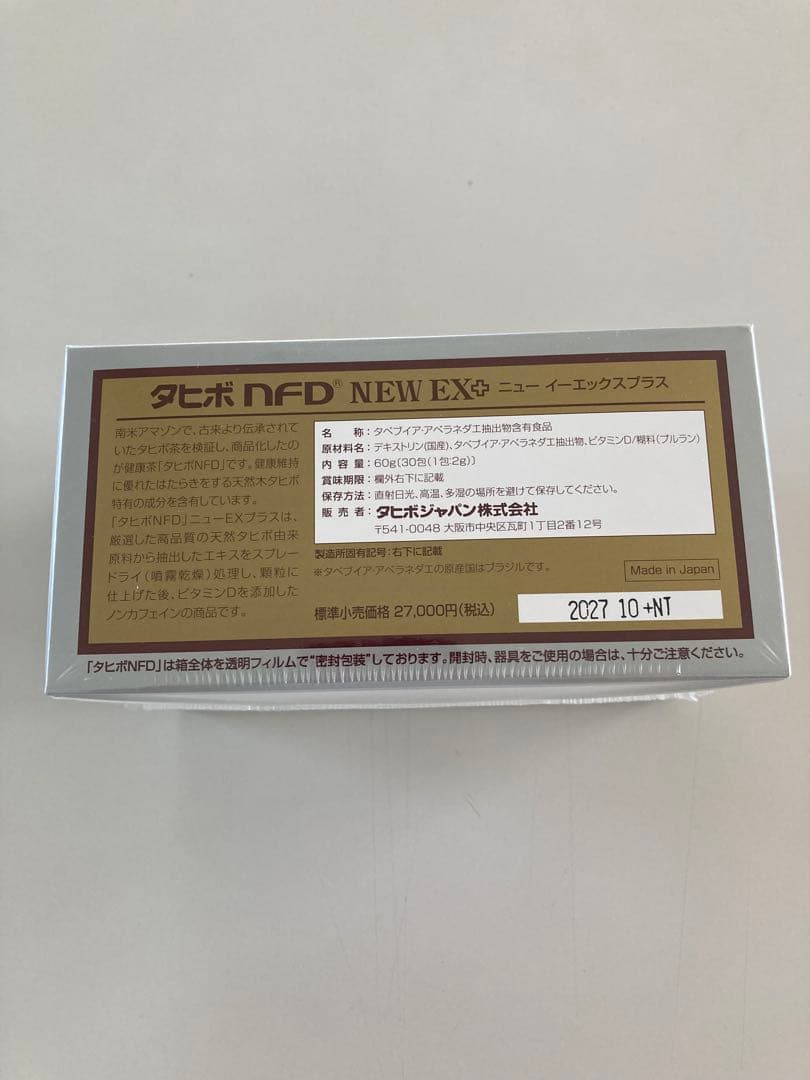 タヒボ NFD® NEW EX+ ニュー イーエックスプラス
南米アマゾンで、古来より伝承されて
いたタヒボ茶を検証し、商品化したの
が健康茶「タヒボNFD」です。健康維持
に優れたはたらきをする天然木タヒボ
特有の成分を含有しています。
「タヒボNFD」ニューEXプラスは、
厳選した高品質の天然タヒボ由来
原料から抽出したエキスをスプレー
ドライ(噴霧乾燥)処理し、顆粒に
仕上げた後、ビタミンDを添加した
ノンカフェインの商品です。
名 称:タベブイア・アベラネダエ抽出物含有食品
原材料名:デキストリン(国産)、タベブイア・アベラネダエ抽出物、ビタミンD/糊料(プルラン)
内 容 量:60g〔30包(1包:2g)〕
賞味期限:欄外右下に記載
保存方法:直射日光、高温、多湿の場所を避けて保存してください。
販 売 者:タヒボジャパン株式会社
〒541-0048 大阪市中央区瓦町1丁目2番12号
製造所固有記号:右下に記載
※タベブイア・アベラネダエの原産国はブラジルです。
Made in Japan
標準小売価格 27,000円(税込)
2027 10 +NT
「タヒボNFD」は箱全体を透明フィルムで"密封包装"しております。開封時、器具をご使用の場合は、十分ご注意ください。